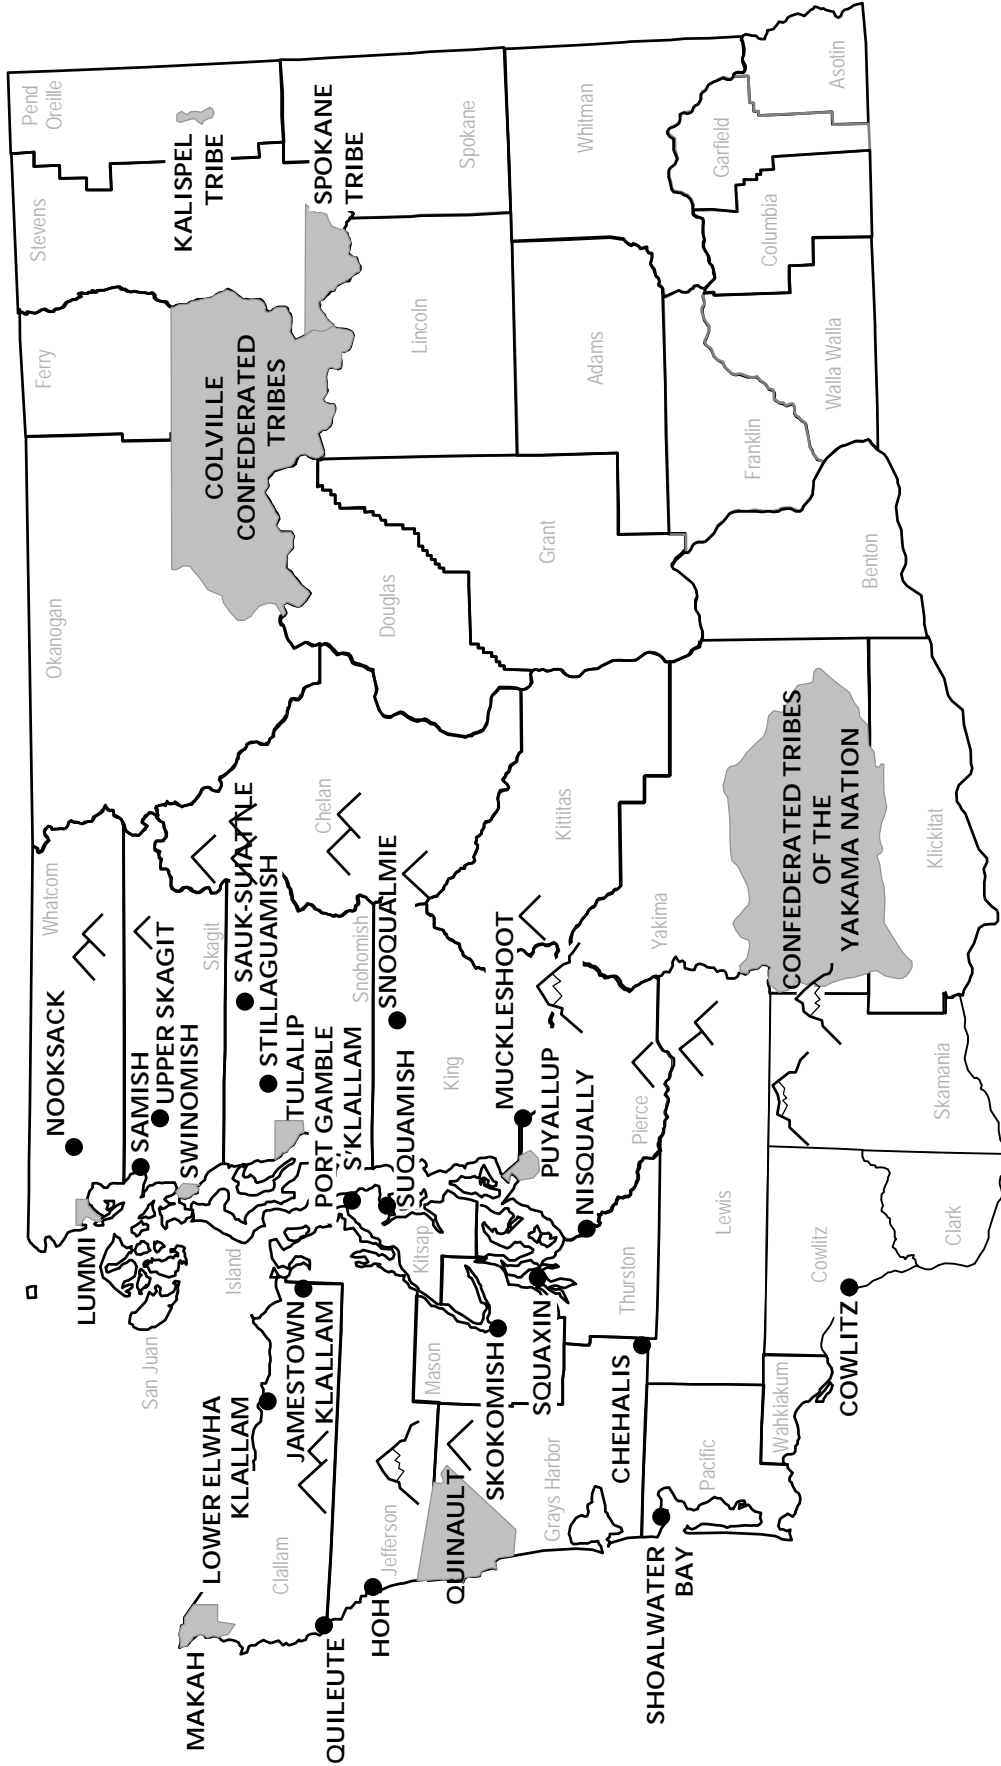 NOOKSACK
LUMMI
SAMISH
UPPER SKAGIT
SWINOMISH
SAUK-SUIATTLE
STILLAGUAMISH
TULALIP
PORT GAMBLE
S'KLALLAM
SNOQUALMIE
SUQUAMISH
MUCKLESHOOT
PUYALLUP
NISQUALLY
MAKAH
LOWER ELWHA
KLALLAM
JAMESTOWN
KLALLAM
QUILEUTE
HOH
QUINAULT
SKOKOMISH
SQUAXIN
CHEHALIS
SHOALWATER
BAY
COWLITZ
CONFEDERATED TRIBES
OF THE
YAKAMA NATION
COLVILLE
CONFEDERATED
TRIBES
SPOKANE
TRIBE
KALISPEL
TRIBE
Whatcom
Okanogan
Ferry
Stevens
Pend
Oreille
San Juan
Island
Skagit
Snohomish
Chelan
Clallam
Jefferson
Kitsap
King
Douglas
Lincoln
Spokane
Mason
Grays Harbor
Thurston
Pierce
Kittitas
Grant
Adams
Whitman
Pacific
Lewis
Yakima
Franklin
Garfield
Columbia
Asotin
Wahkiakum
Cowlitz
Clark
Skamania
Klickitat
Benton
Walla Walla